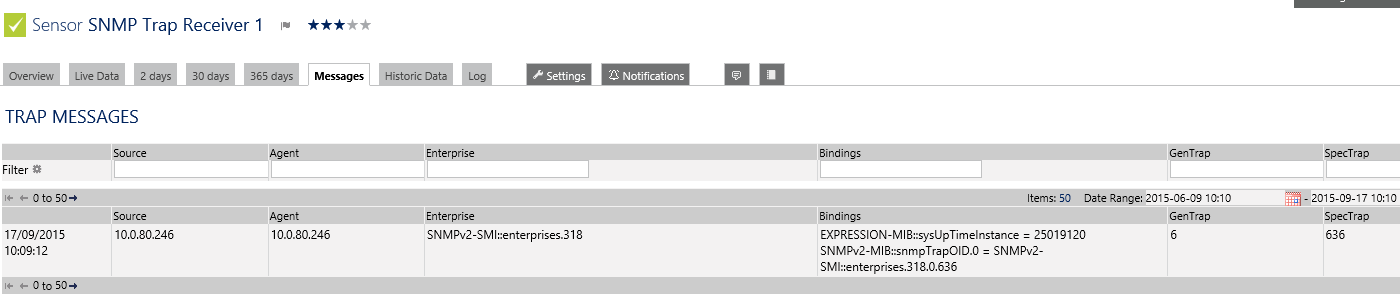 Sensor SNMP Trap Receiver 1
Overview Live Data 2 days 30 days 365 days Messages Historic Data Log Settings Notifications
TRAP MESSAGES
Source Agent Enterprise Bindings GenTrap SpecTrap
Filter
0 to 50 Items: 50 Date Range: 2015-06-09 10:10 - 2015-09-17 10:10
Source Agent Enterprise Bindings GenTrap SpecTrap
17/09/2015 10.0.80.246 10.0.80.246 SNMPv2-SMI::enterprises.318 EXPRESSION-MIB::sysUpTimeInstance = 25019120 6 636
10:09:12 SNMPv2-MIB::snmpTrapOID.0 = SNMPv2-
SMI::enterprises.318.0.636
0 to 50